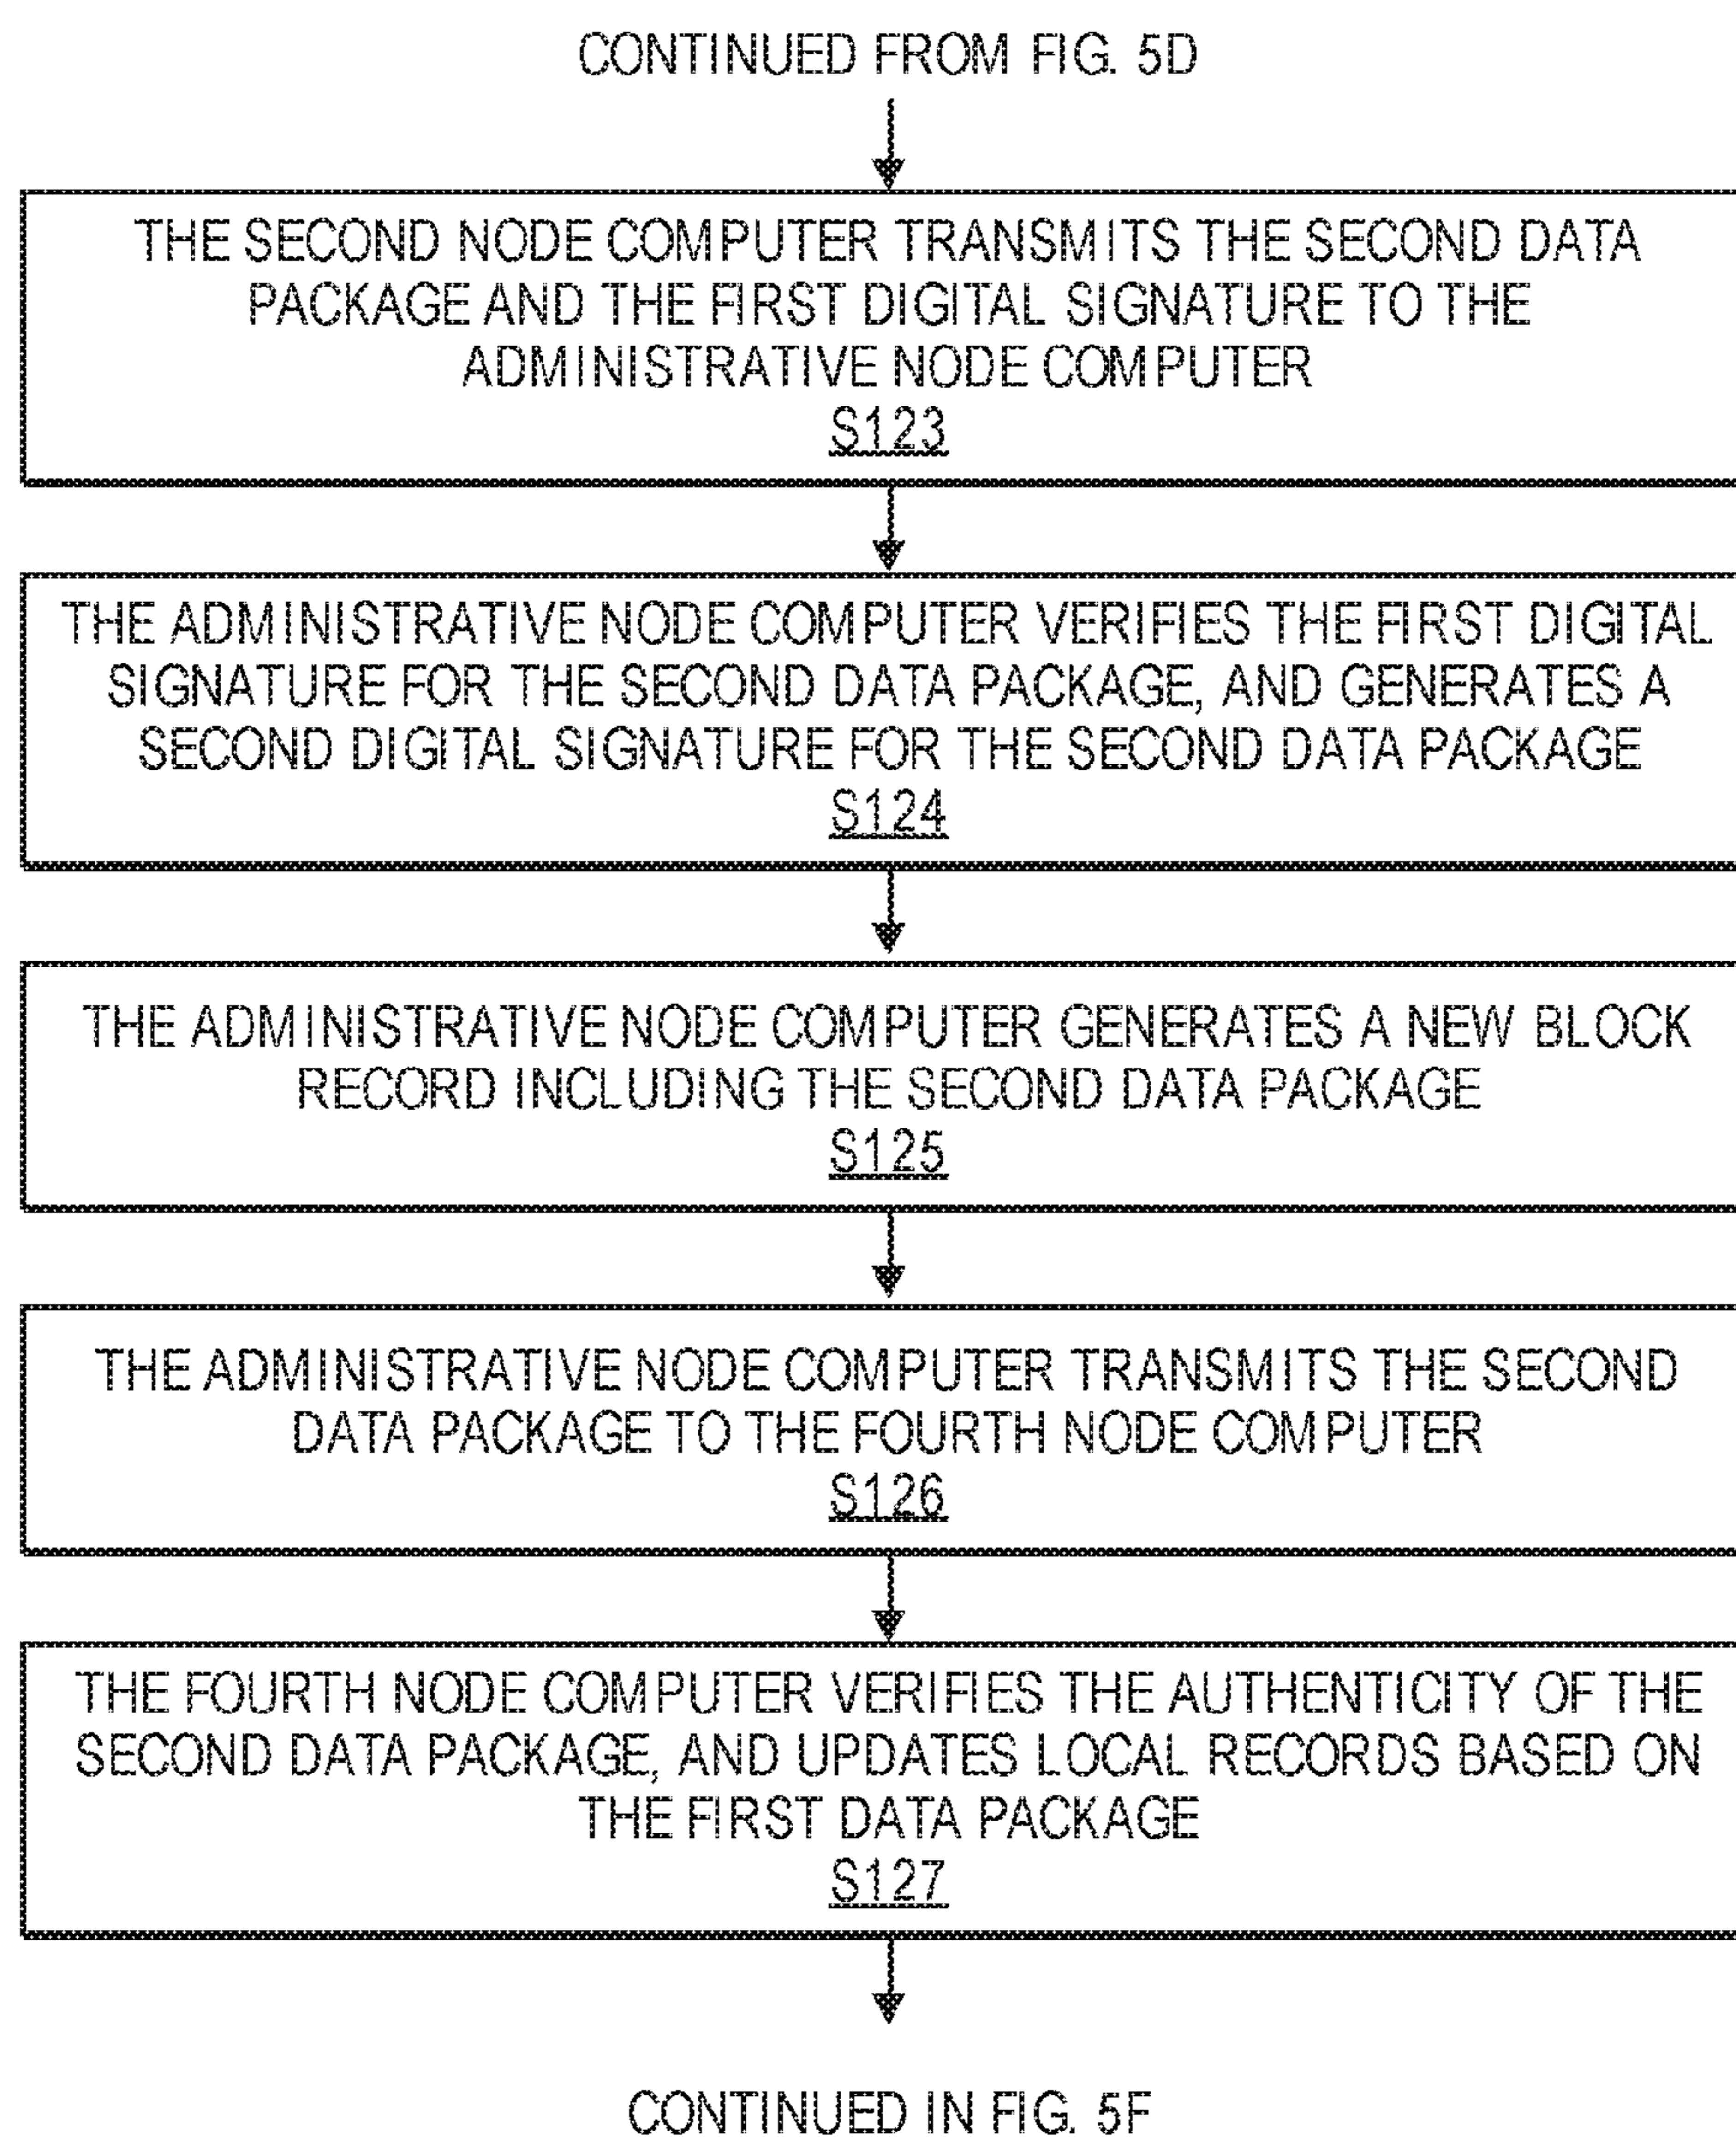 CONTINUED FROM FIG. 5D
THE SECOND NODE COMPUTER TRANSMITS THE SECOND DATA
PACKAGE AND THE FIRST DIGITAL SIGNATURE TO THE
ADMINISTRATIVE NODE COMPUTER
S123
THE ADMINISTRATIVE NODE COMPUTER VERIFIES THE FIRST DIGITAL
SIGNATURE FOR THE SECOND DATA PACKAGE, AND GENERATES A
SECOND DIGITAL SIGNATURE FOR THE SECOND DATA PACKAGE
S124
THE ADMINISTRATIVE NODE COMPUTER GENERATES A NEW BLOCK
RECORD INCLUDING THE SECOND DATA PACKAGE
S125
THE ADMINISTRATIVE NODE COMPUTER TRANSMITS THE SECOND
DATA PACKAGE TO THE FOURTH NODE COMPUTER
S126
THE FOURTH NODE COMPUTER VERIFIES THE AUTHENTICITY OF THE
SECOND DATA PACKAGE, AND UPDATES LOCAL RECORDS BASED ON
THE FIRST DATA PACKAGE
S127
CONTINUED IN FIG. 5F